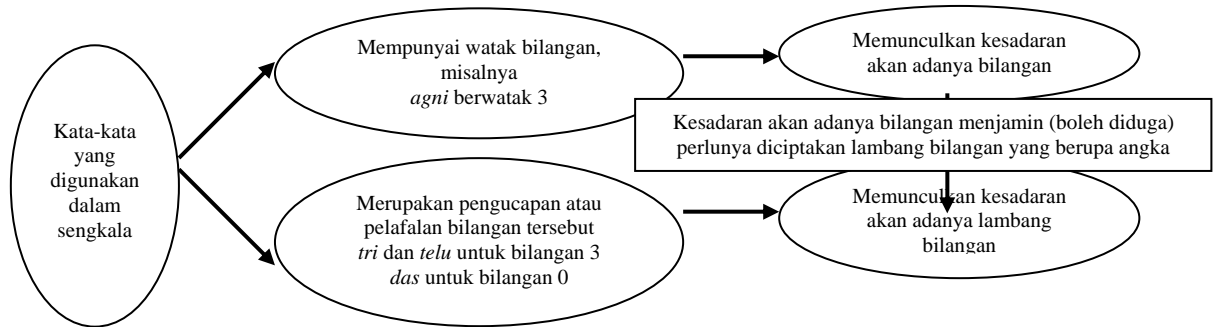 Kata-kata
yang
digunakan
dalam
sengkala
Mempunyai watak bilangan,
misalnya
agni berwatak 3
Memunculkan kesadaran
akan adanya bilangan
Kesadaran akan adanya bilangan menjamin (boleh diduga)
perlunya diciptakan lambang bilangan yang berupa angka
Merupakan pengucapan atau
pelafalan bilangan tersebut
tri dan telu untuk bilangan 3
das untuk bilangan 0
Memunculkan kesadaran
akan adanya lambang
bilangan